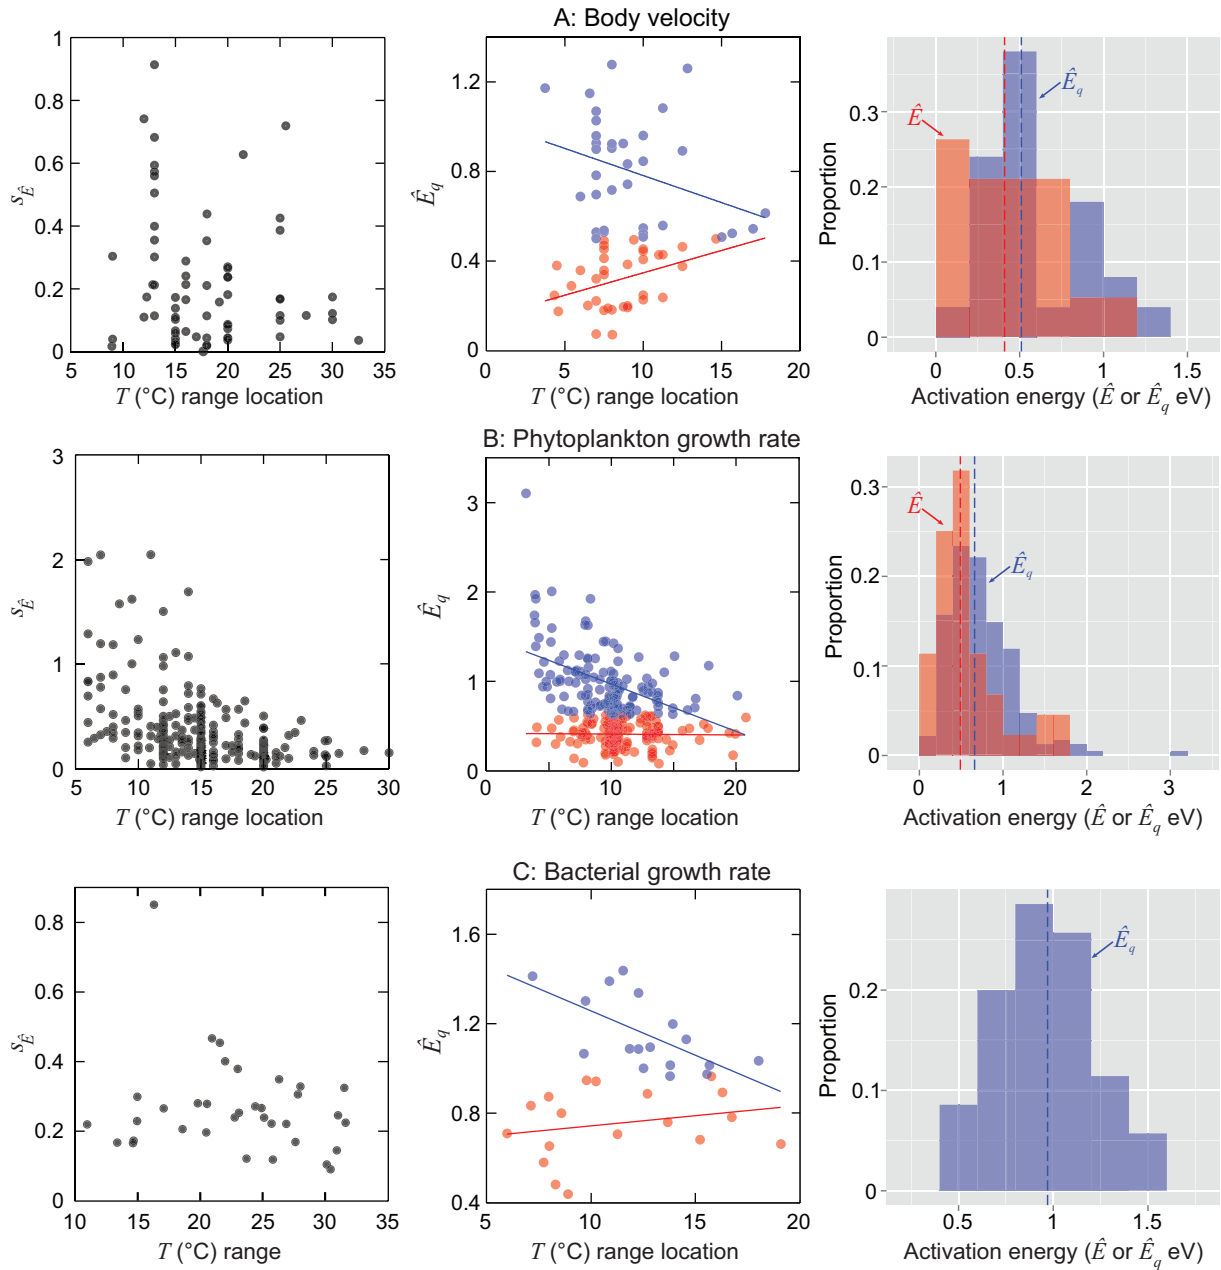 A: Body velocity
s_Ê
1
0.8
0.6
0.4
0.2
0
5 10 15 20 25 30 35
T (°C) range location
Ê_q
1.2
0.8
0.4
0
0 5 10 15 20
T (°C) range location
Proportion
0.3
0.2
0.1
0
Ê
Ê_q
0 0.5 1 1.5
Activation energy (Ê or Ê_q eV)
B: Phytoplankton growth rate
s_Ê
3
2
1
0
5 10 15 20 25 30
T (°C) range location
Ê_q
3
2
1
0
0 5 10 15 20
T (°C) range location
Proportion
0.3
0.2
0.1
0
Ê
Ê_q
0 1 2 3
Activation energy (Ê or Ê_q eV)
C: Bacterial growth rate
s_Ê
0.8
0.6
0.4
0.2
0
10 15 20 25 30 35
T (°C) range
Ê_q
1.6
1.2
0.8
0.4
5 10 15 20
T (°C) range location
Proportion
0.2
0.1
0
Ê_q
0.5 1 1.5
Activation energy (Ê or Ê_q eV)